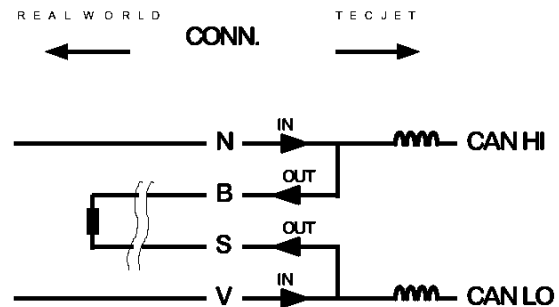 REAL WORLD CONN. TECJET
N IN CAN HI
B OUT
S OUT
V IN CAN LO